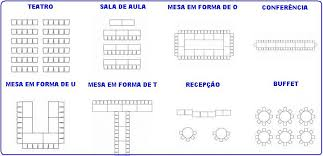 TEATRO
SALA DE AULA
MESA EM FORMA DE O
CONFERÊNCIA
MESA EM FORMA DE U
MESA EM FORMA DE T
RECEPÇÃO
BUFFET